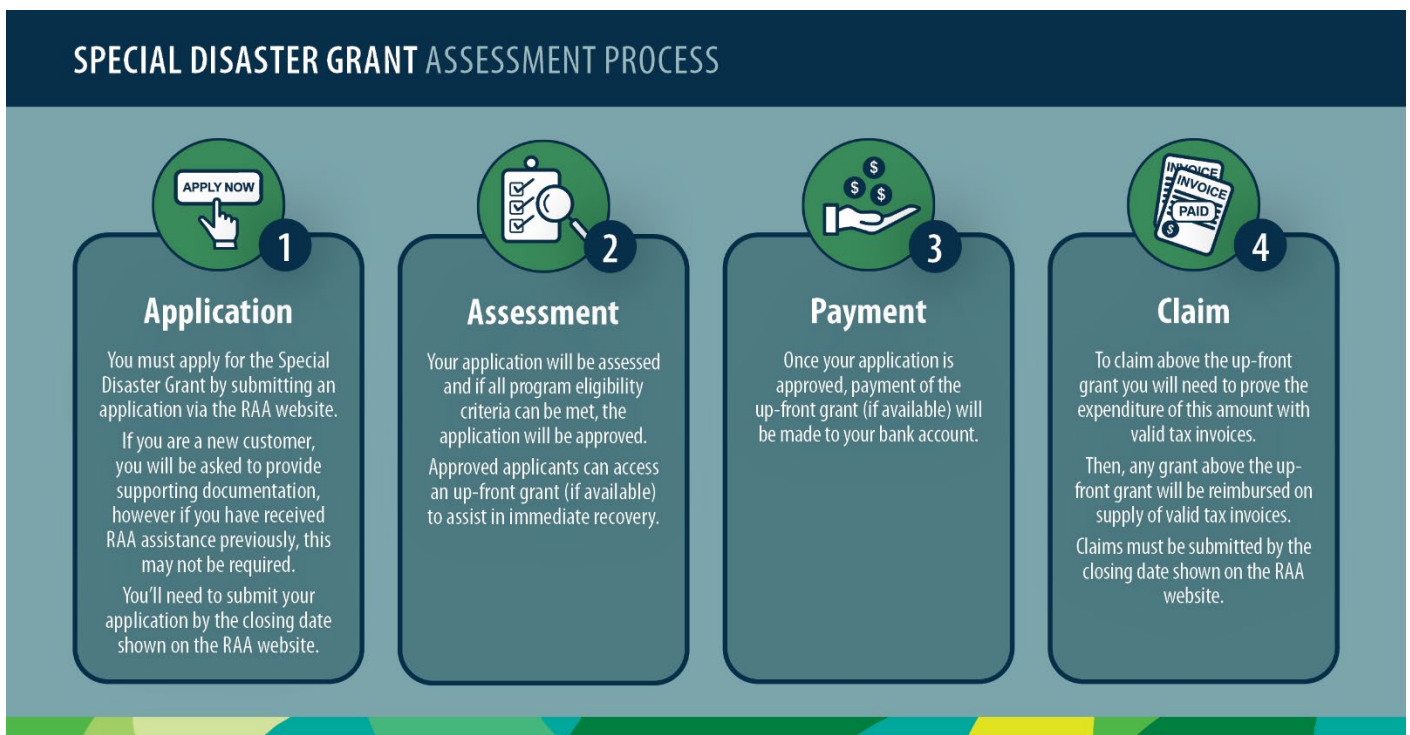 SPECIAL DISASTER GRANT ASSESSMENT PROCESS
APPLY NOW
1
Application
You must apply for the Special
Disaster Grant by submitting an
application via the RAA website.
If you are a new customer,
you will be asked to provide
supporting documentation,
however if you have received
RAA assistance previously, this
may not be required.
You'll need to submit your
application by the closing date
shown on the RAA website.
2
Assessment
Your application will be assessed
and if all program eligibility
criteria can be met, the
application will be approved.
Approved applicants can access
an up-front grant (if available)
to assist in immediate recovery.
$
$
$
3
Payment
Once your application is
approved, payment of the
up-front grant (if available) will
be made to your bank account.
INVOICE
INVOICE
PAID
$
4
Claim
To claim above the up-front
grant you will need to prove the
expenditure of this amount with
valid tax invoices.
Then, any grant above the up-
front grant will be reimbursed on
supply of valid tax invoices.
Claims must be submitted by the
closing date shown on the RAA
website.